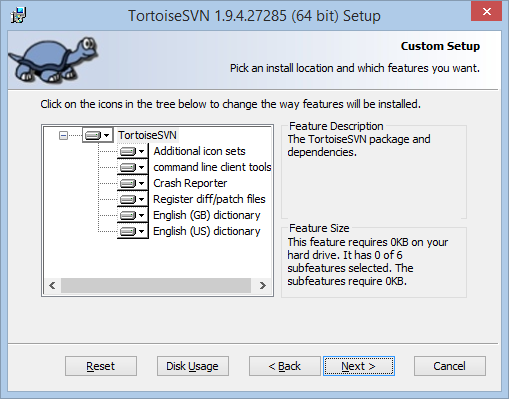 TortoiseSVN 1.9.4.27285 (64 bit) Setup
Custom Setup
Pick an install location and which features you want.
Click on the icons in the tree below to change the way features will be installed.
TortoiseSVN
Additional icon sets
command line client tools
Crash Reporter
Register diff/patch files
English (GB) dictionary
English (US) dictionary
Feature Description
The TortoiseSVN package and
dependencies.
Feature Size
This feature requires 0KB on your
hard drive. It has 0 of 6
subfeatures selected. The
subfeatures require 0KB.
Reset
Disk Usage
< Back
Next >
Cancel